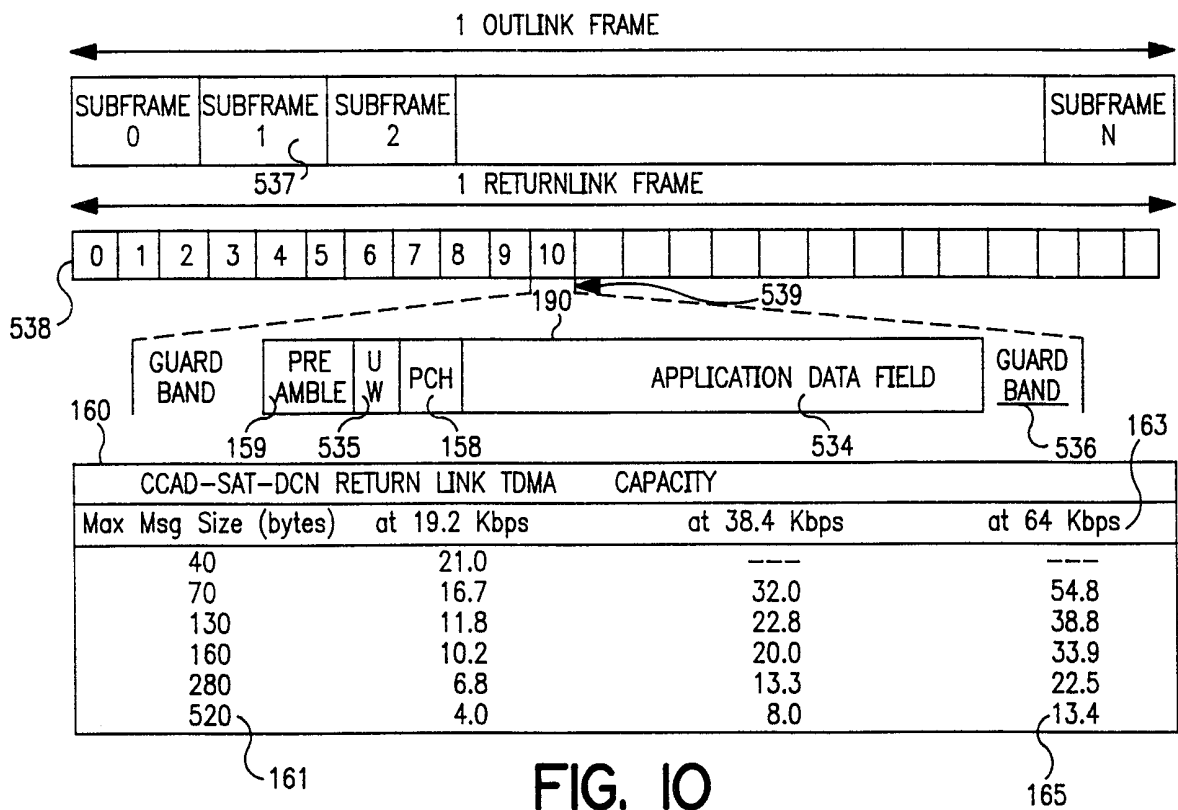 1 OUTLINK FRAME
SUBFRAME 0 SUBFRAME 1 SUBFRAME 2 SUBFRAME N
537
1 RETURNLINK FRAME
0 1 2 3 4 5 6 7 8 9 10
538 190 539
GUARD BAND PRE AMBLE U W PCH APPLICATION DATA FIELD GUARD BAND
160 159 535 158 534 536 163
CCAD-SAT-DCN RETURN LINK TDMA CAPACITY
Max Msg Size (bytes) at 19.2 Kbps at 38.4 Kbps at 64 Kbps
40 21.0 --- ---
70 16.7 32.0 54.8
130 11.8 22.8 38.8
160 10.2 20.0 33.9
280 6.8 13.3 22.5
520 4.0 8.0 13.4
161 165
FIG. 10